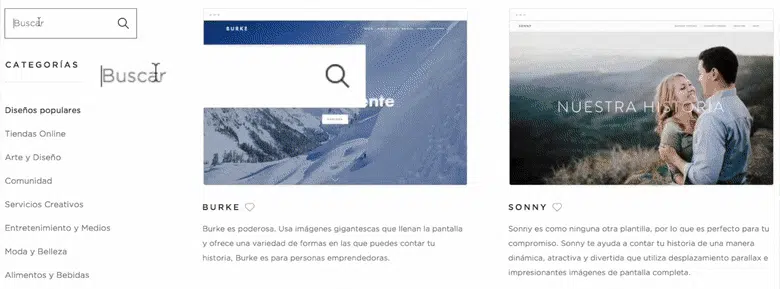 Buscar
CATEGORÍAS
Buscar
Diseños populares
Tiendas Online
Arte y Diseño
Comunidad
Servicios Creativos
Entretenimiento y Medios
Moda y Belleza
Alimentos y Bebidas
BURKE
ente
BURKE
Burke es poderosa. Usa imágenes gigantescas que llenan la pantalla
y ofrece una variedad de formas en las que puedes contar tu
historia, Burke es para personas emprendedoras.
SONNY
NUESTRA HISTORIA
SONNY
Sonny es como ninguna otra plantilla, por lo que es perfecto para tu
compromiso. Sonny te ayuda a contar tu historia de una manera
dinámica, atractiva y divertida que utiliza desplazamiento parallax e
impresionantes imágenes de pantalla completa.